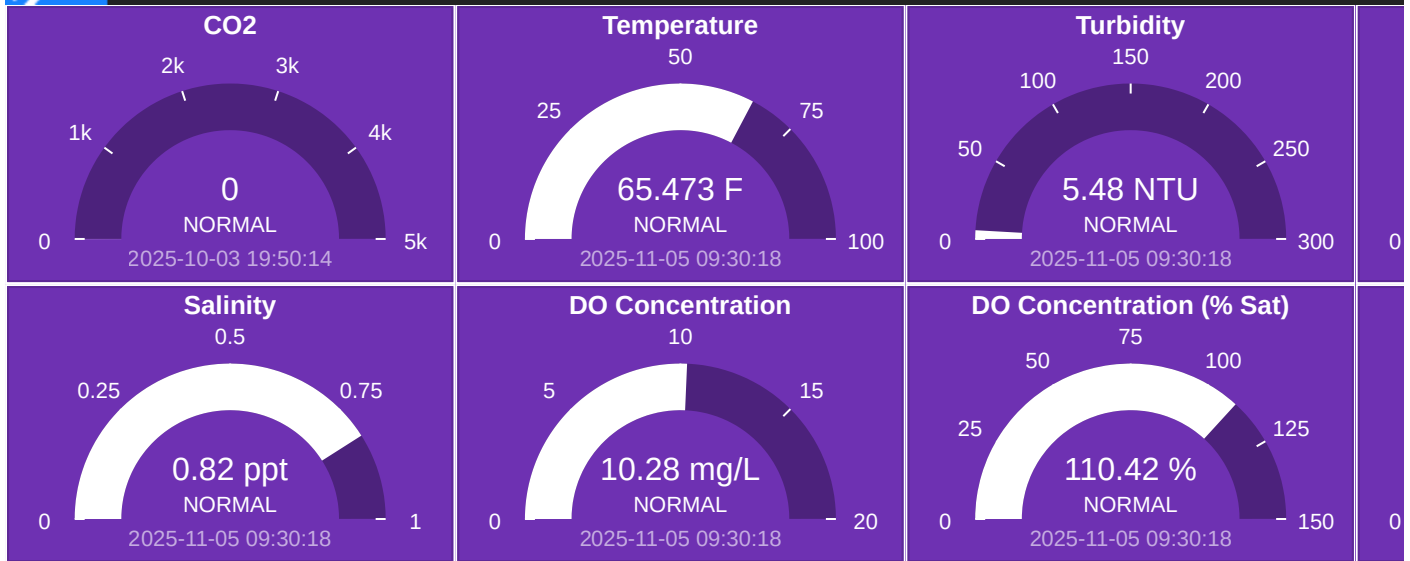 CO2
2k
3k
1k
4k
0
NORMAL
0
5k
2025-10-03 19:50:14
Temperature
50
25
75
65.473 F
NORMAL
0
100
2025-11-05 09:30:18
Turbidity
150
100
200
50
250
5.48 NTU
NORMAL
0
300
2025-11-05 09:30:18
0
Salinity
0.5
0.25
0.75
0.82 ppt
NORMAL
0
1
2025-11-05 09:30:18
DO Concentration
10
5
15
10.28 mg/L
NORMAL
0
20
2025-11-05 09:30:18
DO Concentration (% Sat)
75
50
100
25
125
110.42 %
NORMAL
0
150
2025-11-05 09:30:18
0